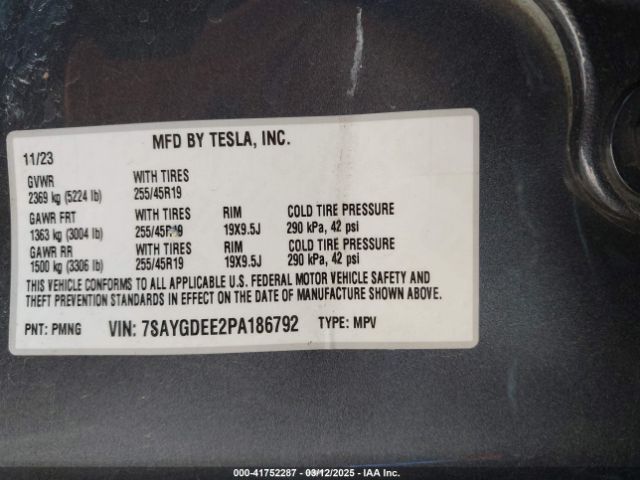 MFD BY TESLA, INC.
11/23
GVWR WITH TIRES
2369 kg (5224 lb) 255/45R19
GAWR FRT WITH TIRES RIM COLD TIRE PRESSURE
1363 kg (3004 lb) 255/45R19 19X9.5J 290 kPa, 42 psi
GAWR RR WITH TIRES RIM COLD TIRE PRESSURE
1500 kg (3306 lb) 255/45R19 19X9.5J 290 kPa, 42 psi
THIS VEHICLE CONFORMS TO ALL APPLICABLE U.S. FEDERAL MOTOR VEHICLE SAFETY AND
THEFT PREVENTION STANDARDS IN EFFECT ON THE DATE OF MANUFACTURE SHOWN ABOVE.
PNT: PMNG VIN: 7SAYGDEE2PA186792 TYPE: MPV
000-41752287 - 03/12/2025 - IAA Inc.